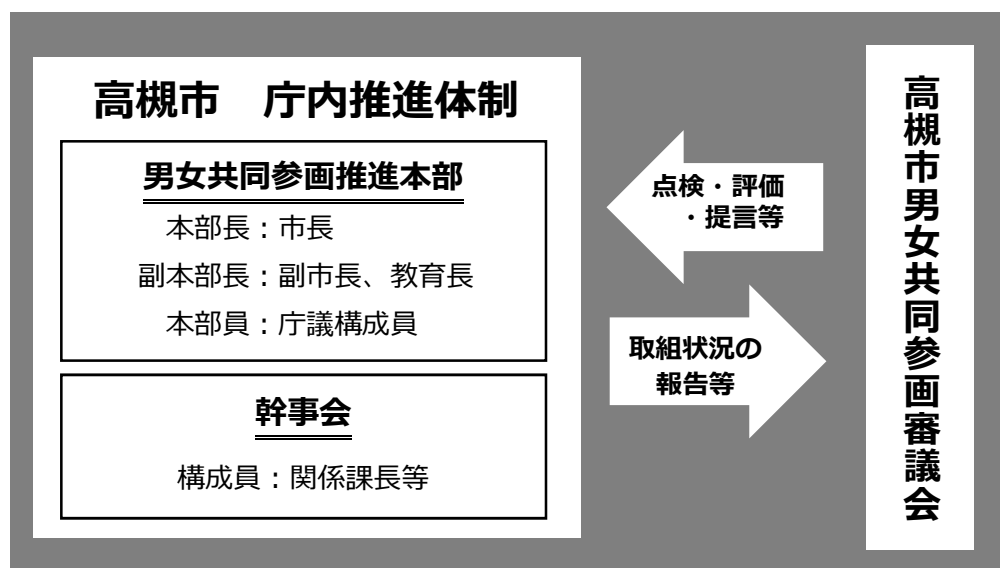 高槻市　庁内推進体制
男女共同参画推進本部
本部長：市長
副本部長：副市長、教育長
本部員：庁議構成員
幹事会
構成員：関係課長等
点検・評価
・提言等
取組状況の
報告等
高槻市男女共同参画審議会